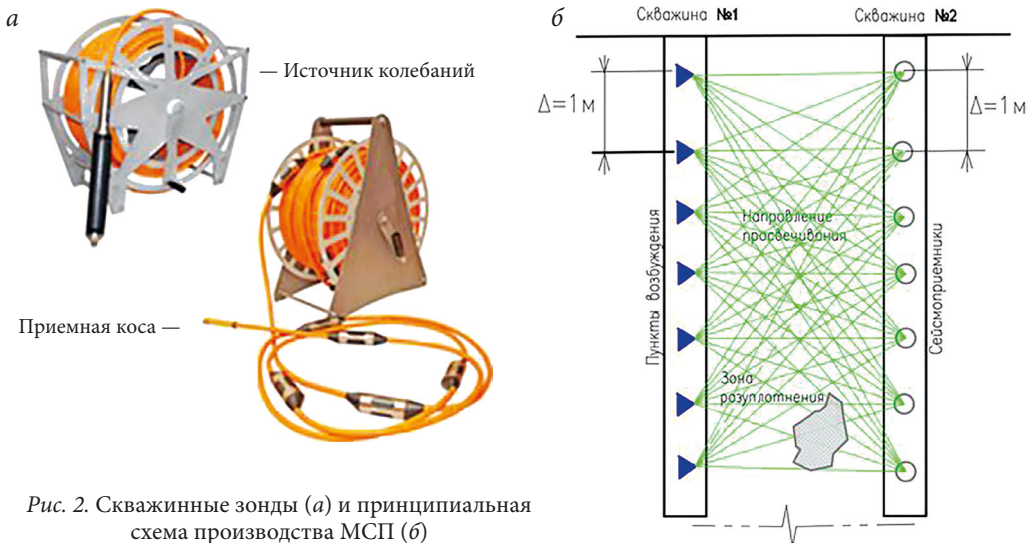 а
— Источник колебаний
Приемная коса —
Рис. 2. Скважинные зонды (а) и принципиальная
схема производства МСП (б)
б
Скважина №1
Скважина №2
Δ=1 м
Δ=1 м
Направление
просвечивания
Пункты возбуждения
Сейсмоприемники
Зона
разуплотнения